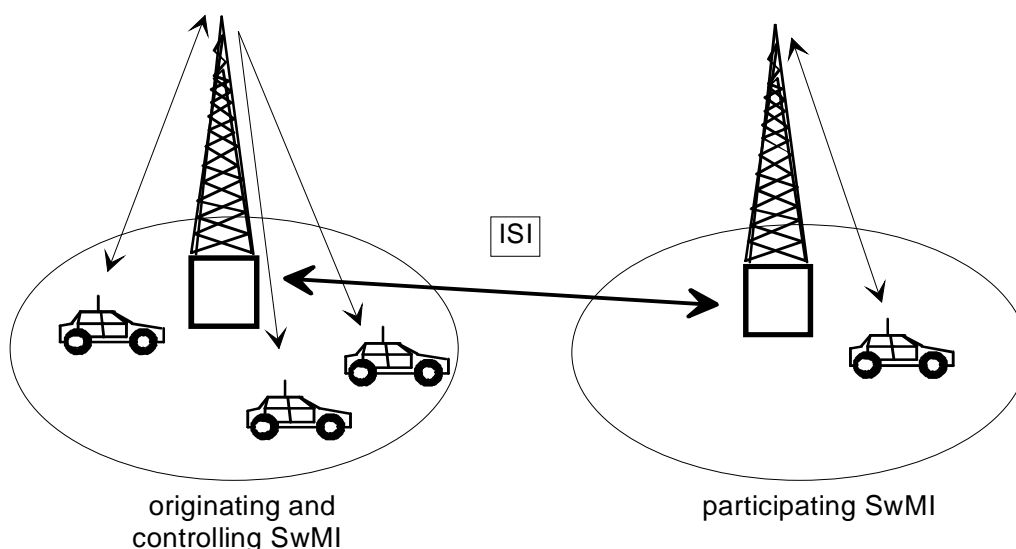 ISI
originating and
controlling SwMI
participating SwMI